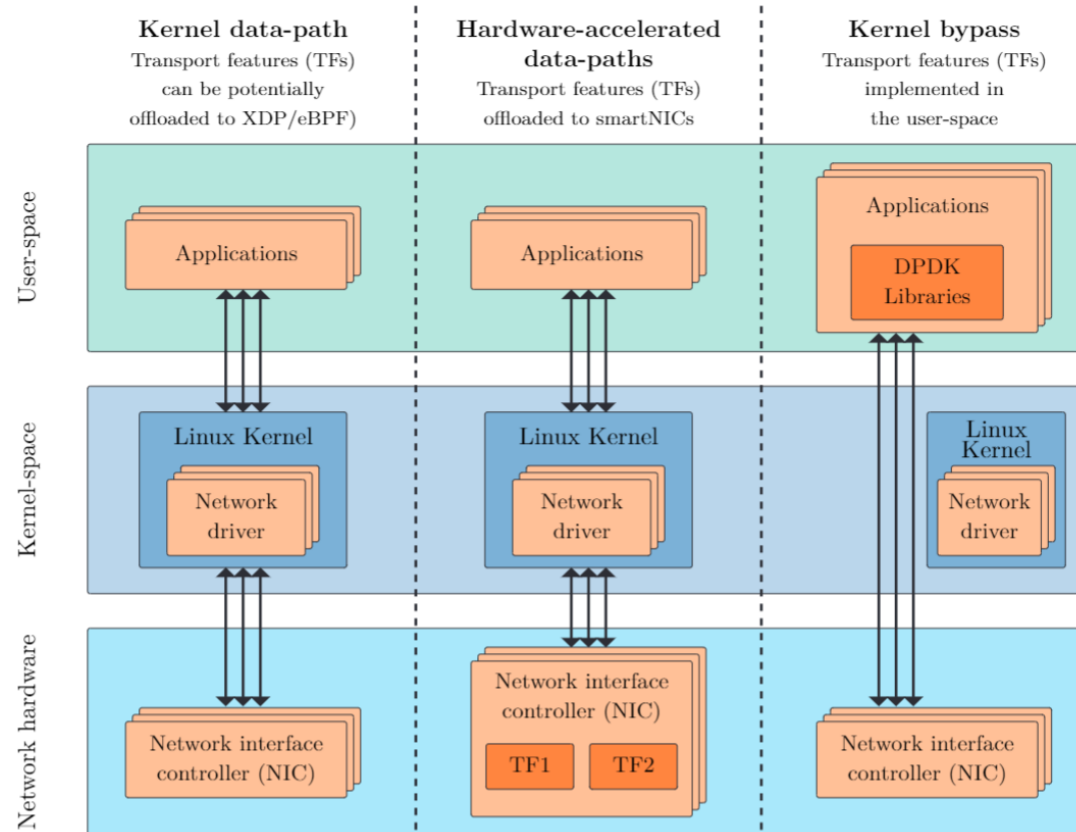 Kernel data-path
Transport features (TFs)
can be potentially
offloaded to XDP/eBPF)
Hardware-accelerated
data-paths
Transport features (TFs)
offloaded to smartNICs
Kernel bypass
Transport features (TFs)
implemented in
the user-space
User-space
Applications
Applications
Applications
DPDK
Libraries
Kernel-space
Linux Kernel
Network
driver
Linux Kernel
Network
driver
Linux
Kernel
Network
driver
Network hardware
Network interface
controller (NIC)
Network interface
controller (NIC)
TF1
TF2
Network interface
controller (NIC)